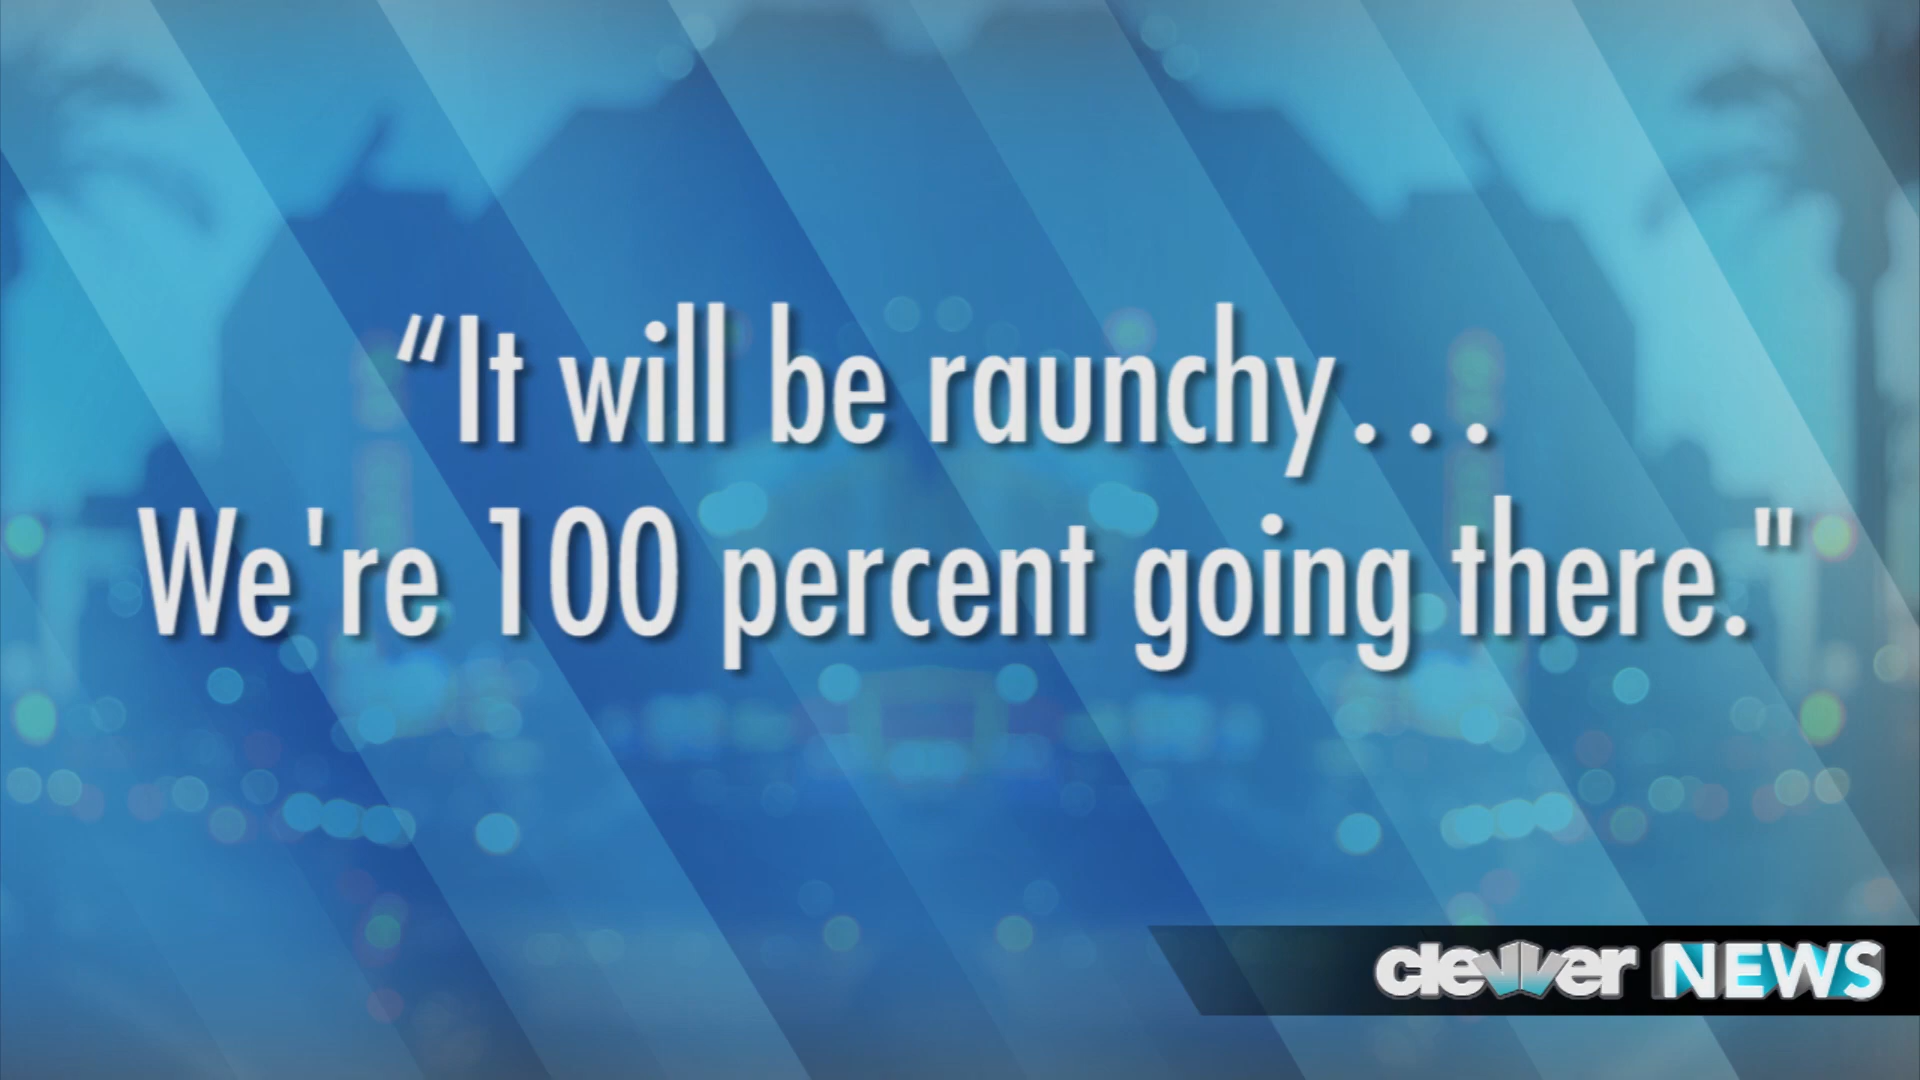 “It will be raunchy...
We're 100 percent going there."
clevver NEWS